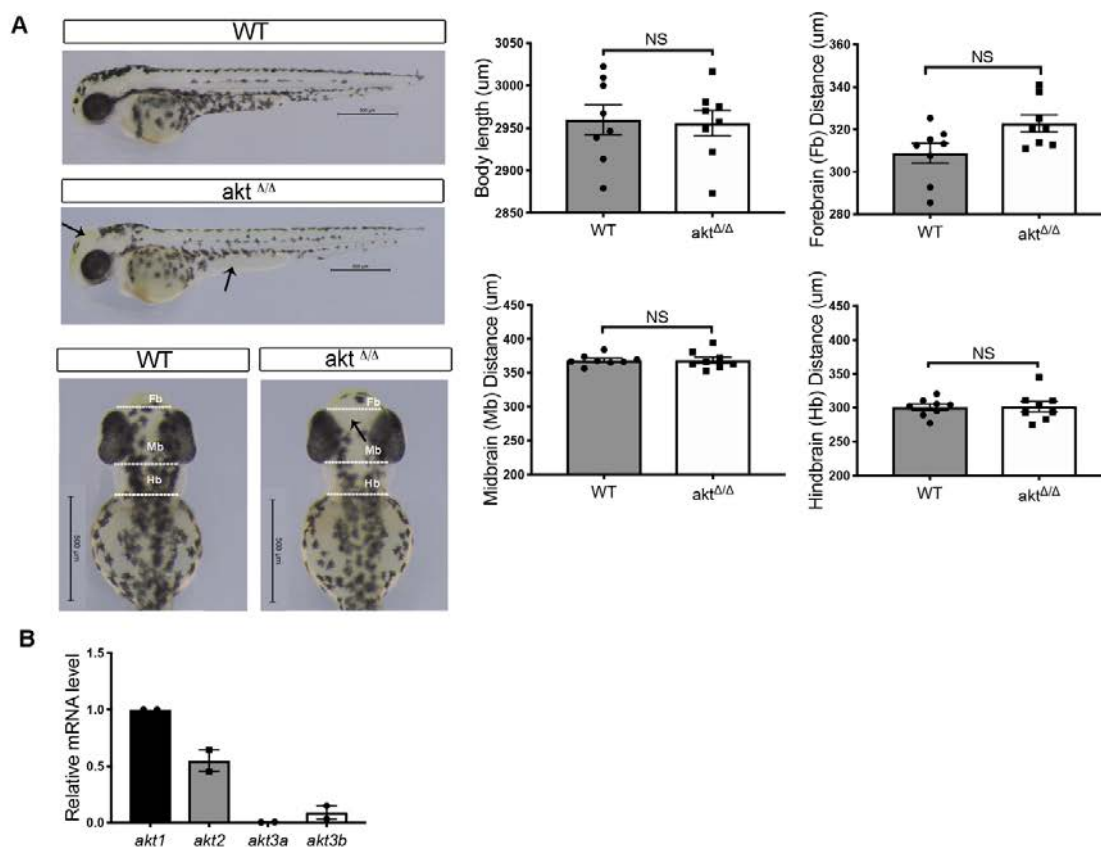 A
WT
500 µm
akt Δ/Δ
500 µm
WT
akt Δ/Δ
Fb
Mb
Hb
500 µm
Fb
Mb
Hb
500 µm
Body length (um)
3050
3000
2950
2900
2850
NS
WT
aktΔ/Δ
Forebrain (Fb) Distance (um)
360
340
320
300
280
NS
WT
aktΔ/Δ
Midbrain (Mb) Distance (um)
450
400
350
300
250
200
NS
WT
aktΔ/Δ
Hindbrain (Hb) Distance (um)
450
400
350
300
250
200
NS
WT
aktΔ/Δ
B
Relative mRNA level
1.5
1.0
0.5
0.0
akt1
akt2
akt3a
akt3b